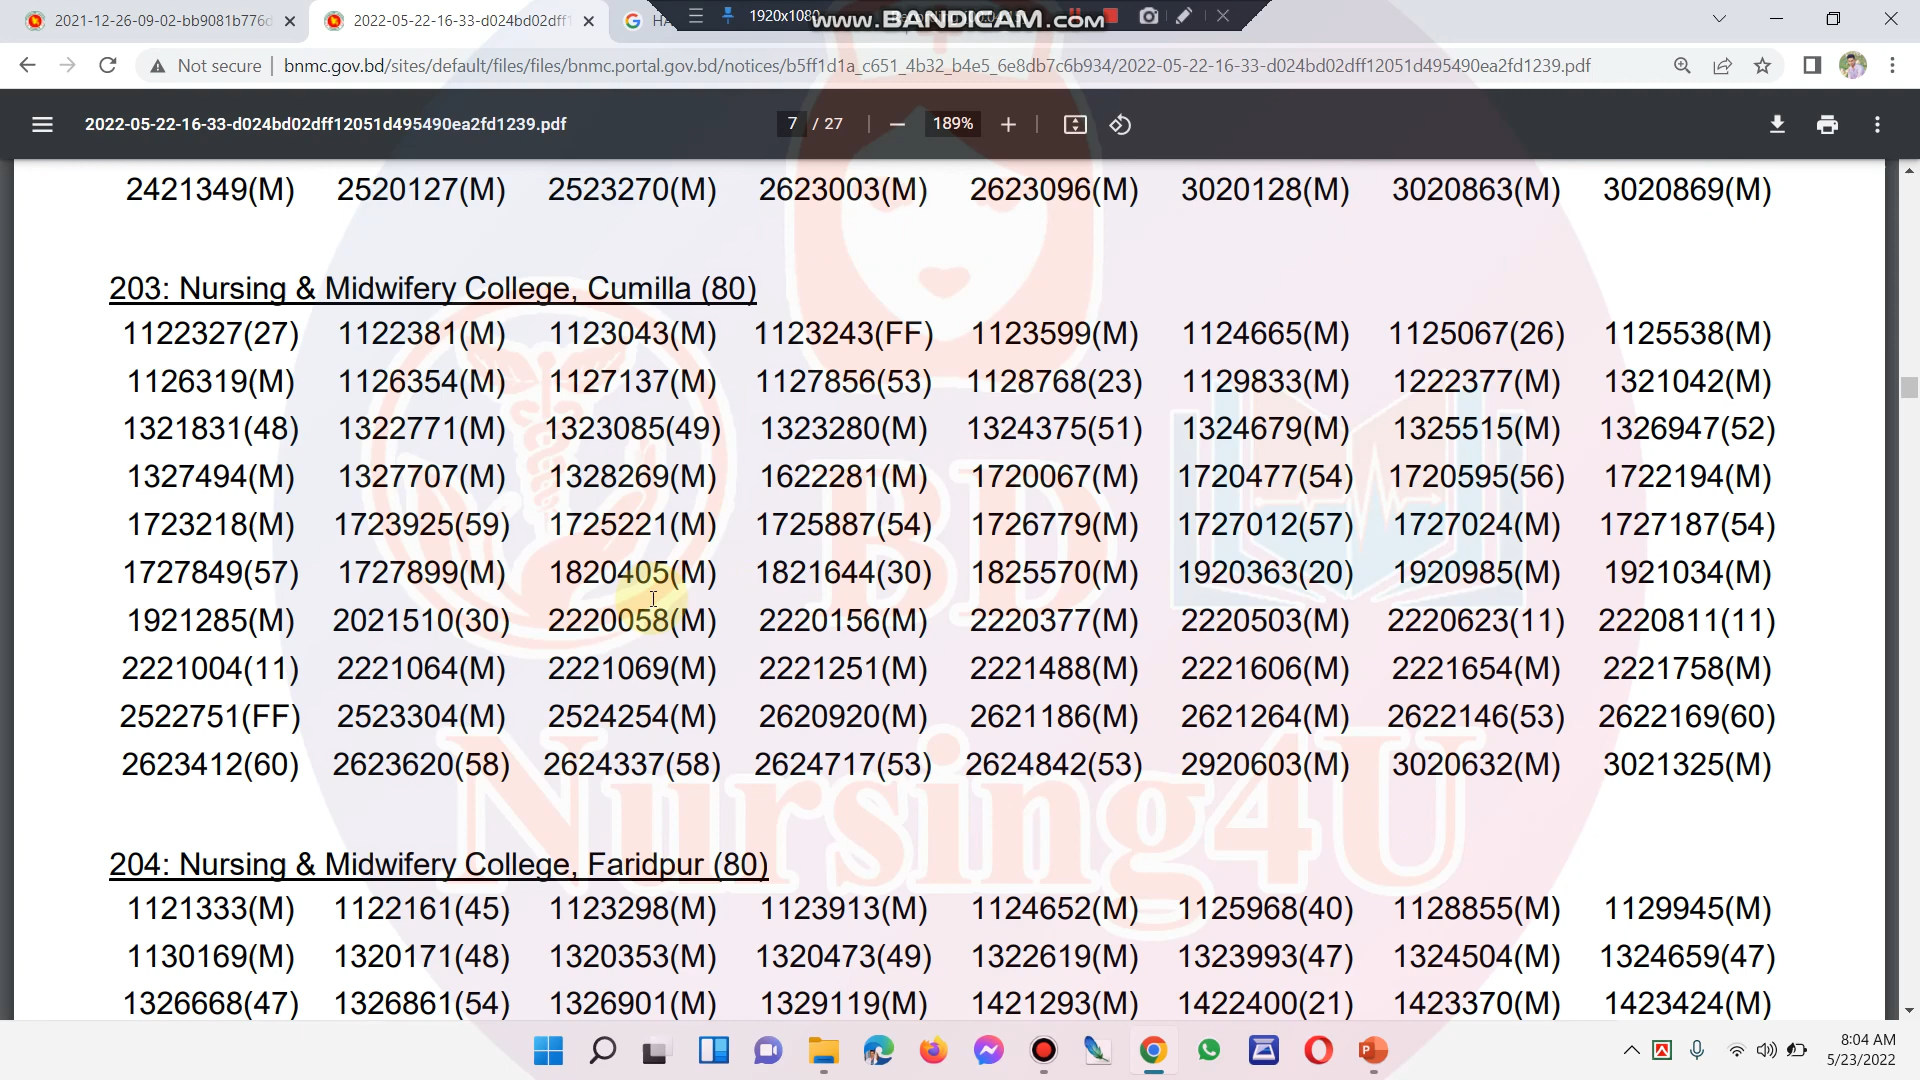 2021-12-26-09-02-bb9081b776d
2022-05-22-16-33-d024bd02dff1
HA
1920x1080
www.BANDICAM.com
Not secure
bnmc.gov.bd/sites/default/files/files/bnmc.portal.gov.bd/notices/b5ff1d1a_c651_4b32_b4e5_6e8db7c6b934/2022-05-22-16-33-d024bd02dff12051d495490ea2fd1239.pdf
2022-05-22-16-33-d024bd02dff12051d495490ea2fd1239.pdf 7 / 27 189%
2421349(M) 2520127(M) 2523270(M) 2623003(M) 2623096(M) 3020128(M) 3020863(M) 3020869(M)
203: Nursing & Midwifery College, Cumilla (80)
1122327(27) 1122381(M) 1123043(M) 1123243(FF) 1123599(M) 1124665(M) 1125067(26) 1125538(M)
1126319(M) 1126354(M) 1127137(M) 1127856(53) 1128768(23) 1129833(M) 1222377(M) 1321042(M)
1321831(48) 1322771(M) 1323085(49) 1323280(M) 1324375(51) 1324679(M) 1325515(M) 1326947(52)
1327494(M) 1327707(M) 1328269(M) 1622281(M) 1720067(M) 1720477(54) 1720595(56) 1722194(M)
1723218(M) 1723925(59) 1725221(M) 1725887(54) 1726779(M) 1727012(57) 1727024(M) 1727187(54)
1727849(57) 1727899(M) 1820405(M) 1821644(30) 1825570(M) 1920363(20) 1920985(M) 1921034(M)
1921285(M) 2021510(30) 2220058(M) 2220156(M) 2220377(M) 2220503(M) 2220623(11) 2220811(11)
2221004(11) 2221064(M) 2221069(M) 2221251(M) 2221488(M) 2221606(M) 2221654(M) 2221758(M)
2522751(FF) 2523304(M) 2524254(M) 2620920(M) 2621186(M) 2621264(M) 2622146(53) 2622169(60)
2623412(60) 2623620(58) 2624337(58) 2624717(53) 2624842(53) 2920603(M) 3020632(M) 3021325(M)
204: Nursing & Midwifery College, Faridpur (80)
1121333(M) 1122161(45) 1123298(M) 1123913(M) 1124652(M) 1125968(40) 1128855(M) 1129945(M)
1130169(M) 1320171(48) 1320353(M) 1320473(49) 1322619(M) 1323993(47) 1324504(M) 1324659(47)
1326668(47) 1326861(54) 1326901(M) 1329119(M) 1421293(M) 1422400(21) 1423370(M) 1423424(M)
BD
Nursing4U
8:04 AM
5/23/2022